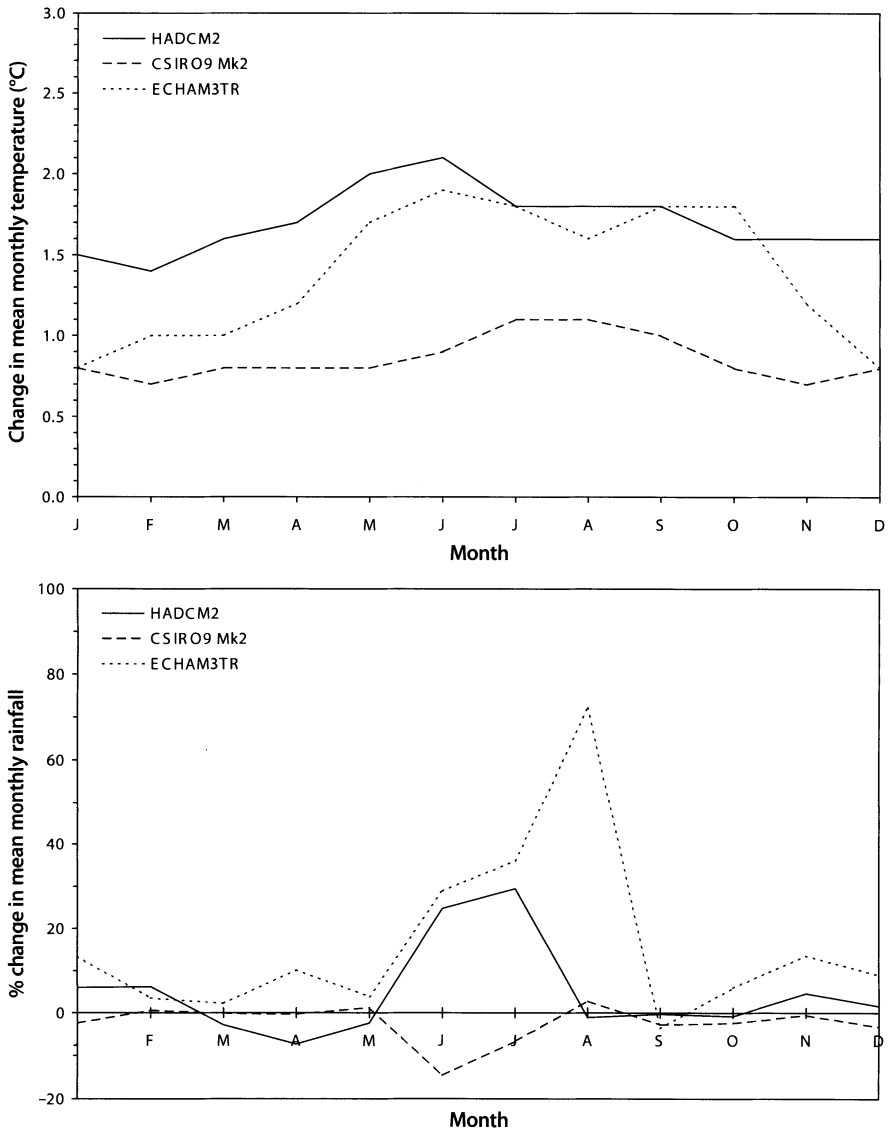 3.0
HADCM2
CSIRO9 Mk2
ECHAM3TR
2.5
2.0
1.5
1.0
0.5
0.0
Change in mean monthly temperature (°C)
J F M A M J J A S O N D
Month
100
HADCM2
CSIRO9 Mk2
ECHAM3TR
80
60
40
20
0
–20
% change in mean monthly rainfall
F M A M J J A S O N D
Month